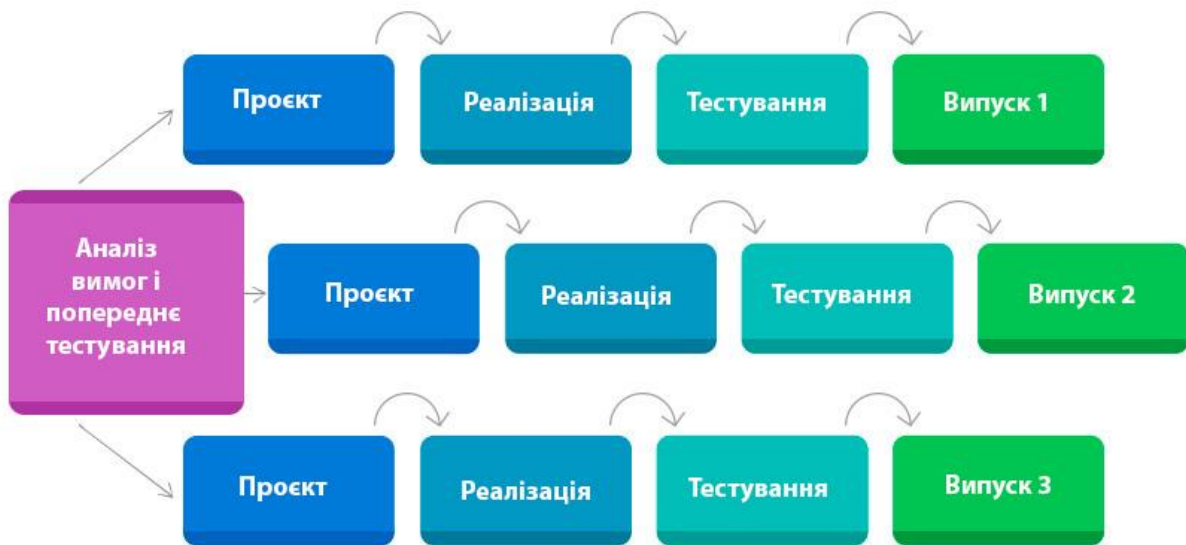 Проєкт
Реалізація
Тестування
Випуск 1
Аналіз
вимог і
попереднє
тестування
Проєкт
Реалізація
Тестування
Випуск 2
Проєкт
Реалізація
Тестування
Випуск 3